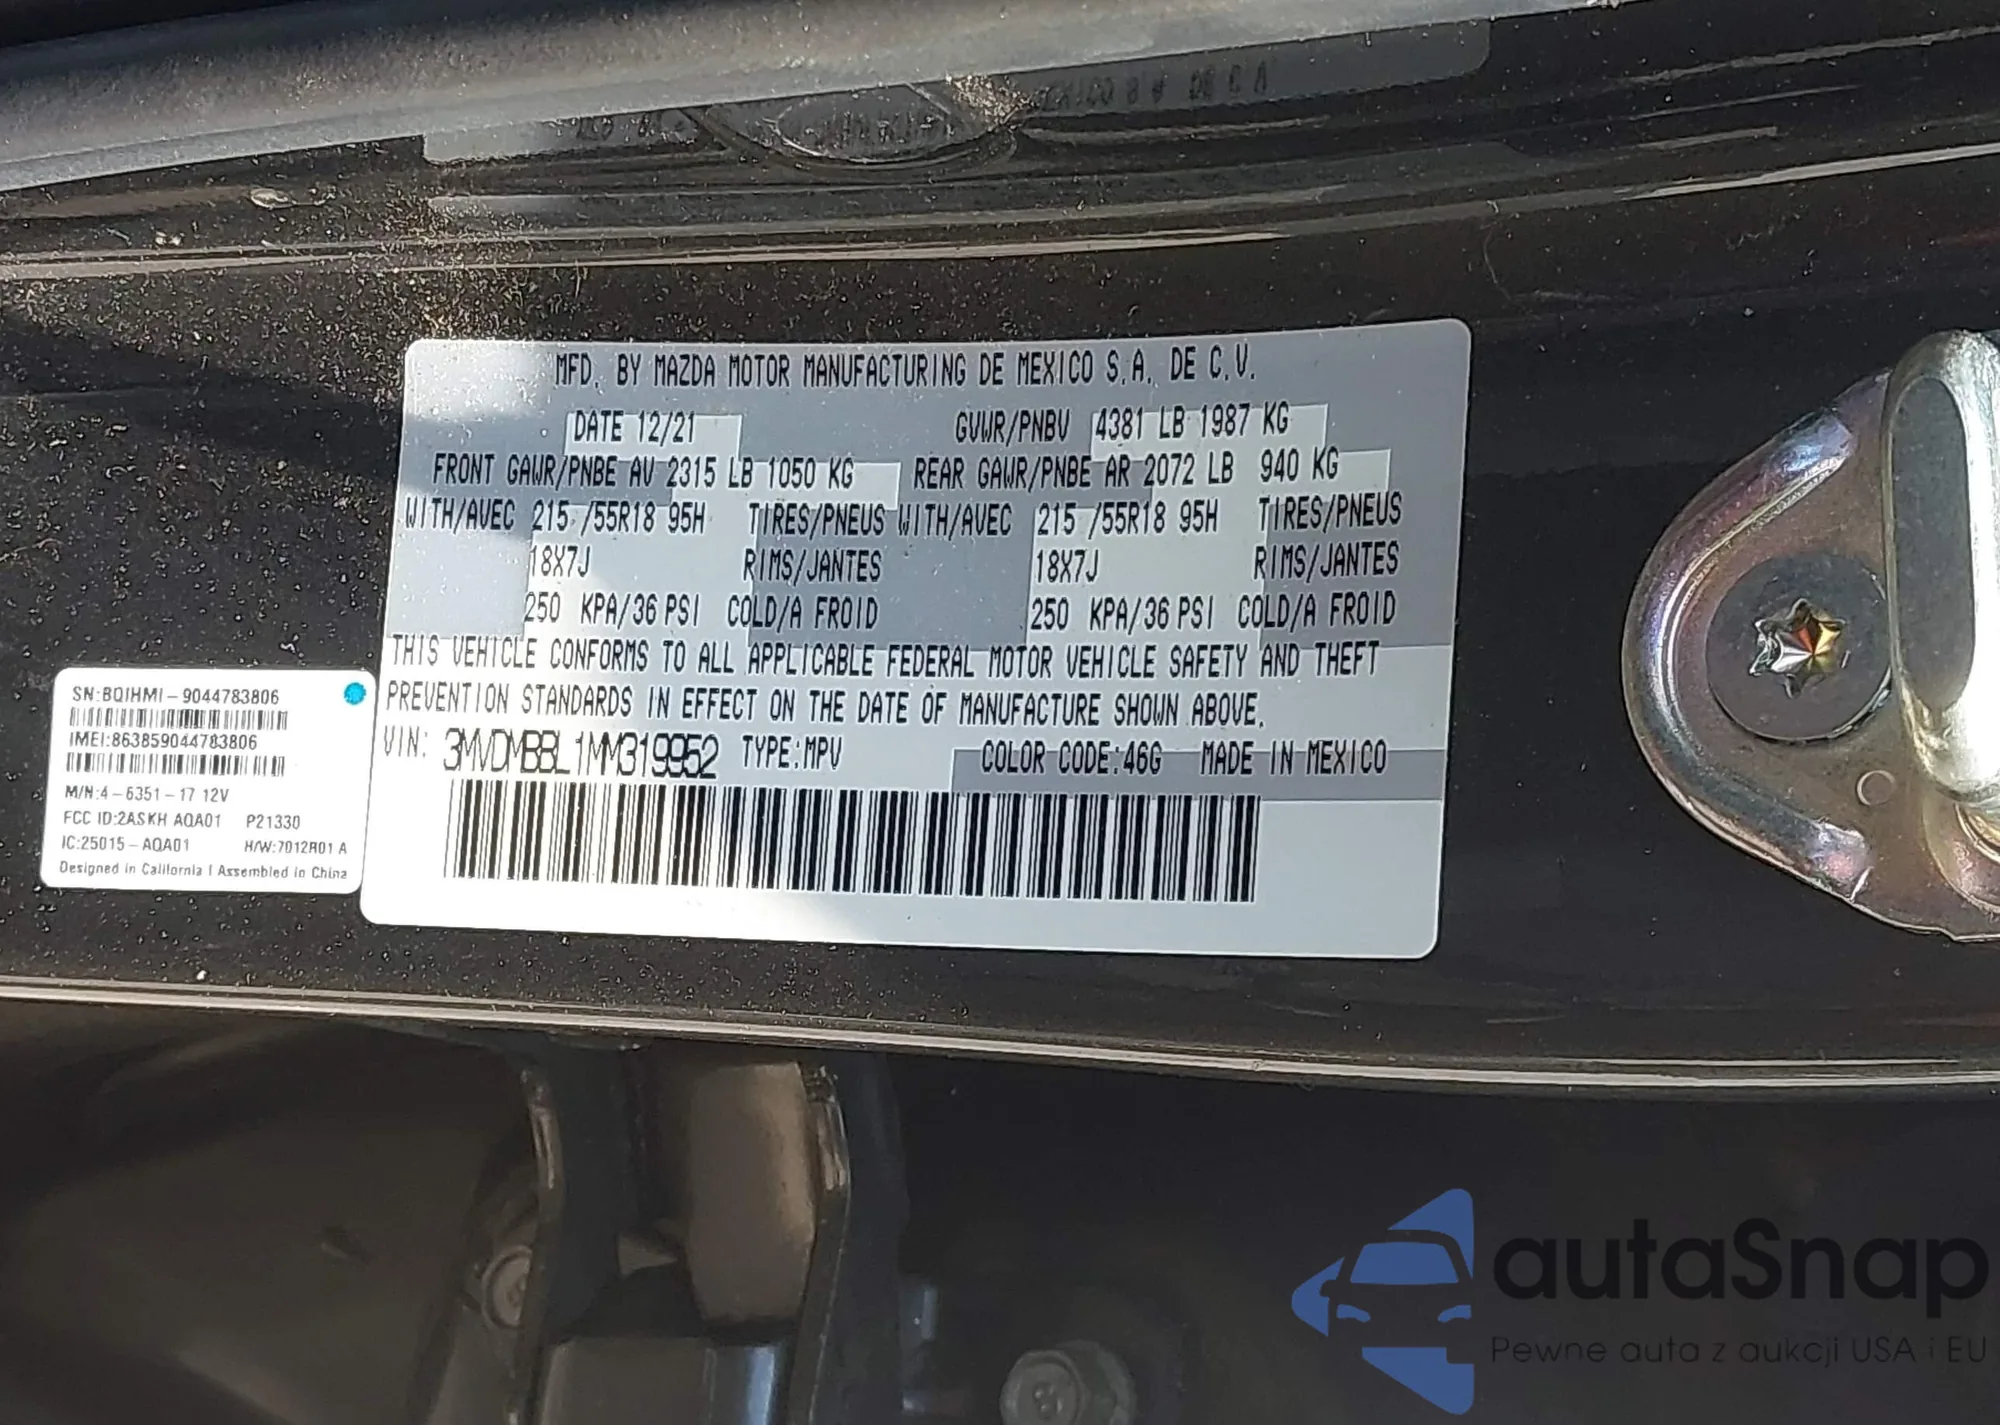 MFD. BY MAZDA MOTOR MANUFACTURING DE MEXICO S.A. DE C.V.
DATE 12/21 GVWR/PNBV 4381 LB 1987 KG
FRONT GAWR/PNBE AV 2315 LB 1050 KG REAR GAWR/PNBE AR 2072 LB 940 KG
WITH/AVEC 215 /55R18 95H TIRES/PNEUS WITH/AVEC 215 /55R18 95H TIRES/PNEUS
18X7J RIMS/JANTES 18X7J RIMS/JANTES
250 KPA/36 PSI COLD/A FROID 250 KPA/36 PSI COLD/A FROID
THIS VEHICLE CONFORMS TO ALL APPLICABLE FEDERAL MOTOR VEHICLE SAFETY AND THEFT
PREVENTION STANDARDS IN EFFECT ON THE DATE OF MANUFACTURE SHOWN ABOVE.
VIN: 3MVDMBBL1MM319952 TYPE:MPV COLOR CODE:46G MADE IN MEXICO
SN:BQIHMI-9044783806
IMEI:863859044783806
M/N:4-6351-17 12V
FCC ID:2ASKH AQA01 P21330
IC:25015-AQA01 H/W:7012R01 A
Designed in California | Assembled in China
autaSnap
Pewne auta z aukcji USA i EU